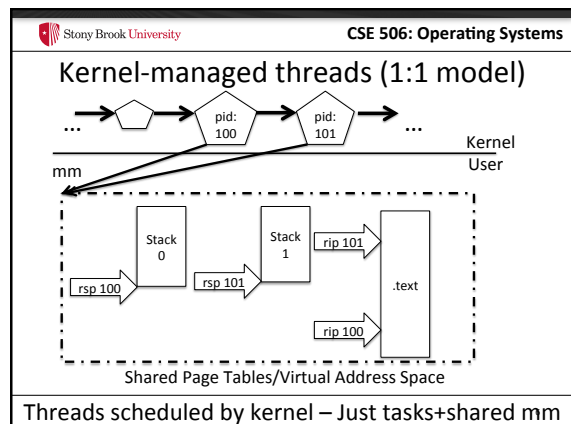 Stony Brook University
CSE 506: Operating Systems
Kernel-managed threads (1:1 model)
...
pid:
100
pid:
101
...
Kernel
User
mm
Stack
0
Stack
1
rip 101
.text
rsp 100
rsp 101
rip 100
Shared Page Tables/Virtual Address Space
Threads scheduled by kernel – Just tasks+shared mm